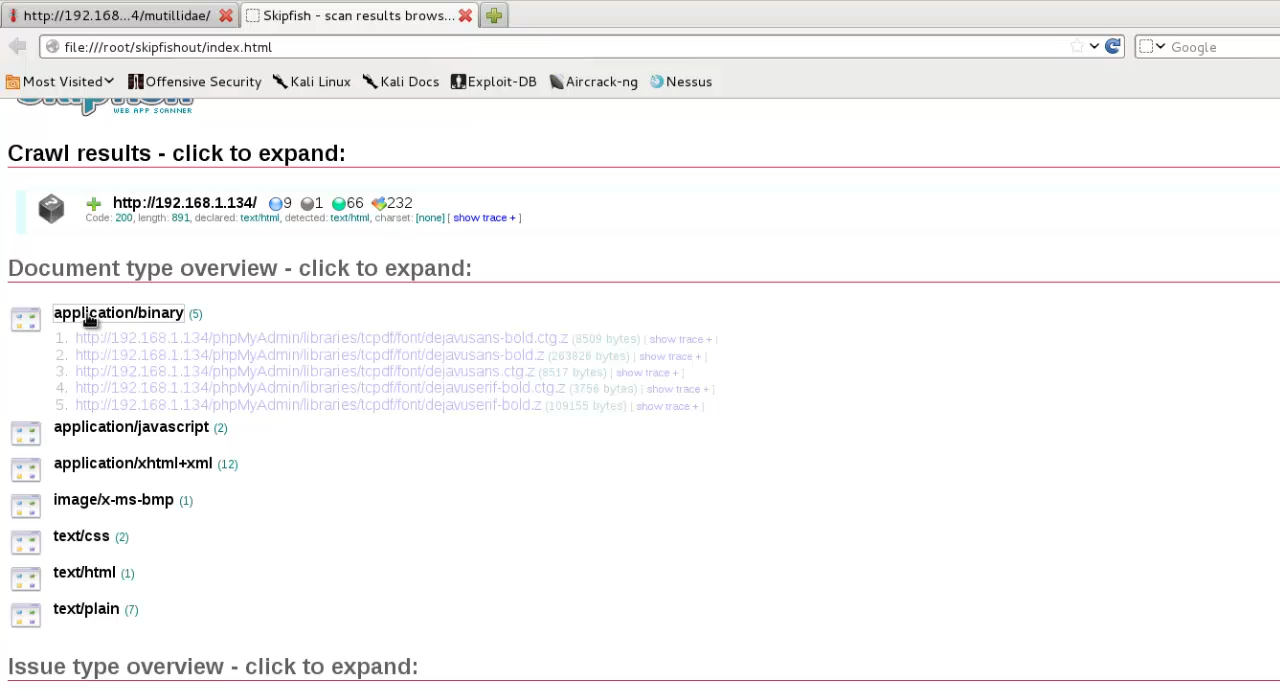 http://192.168...4/mutillidae/ Skipfish - scan results brows...
file:///root/skipfishout/index.html Google
Most Visited Offensive Security Kali Linux Kali Docs Exploit-DB Aircrack-ng Nessus
WEB APP SCANNER
Crawl results - click to expand:
http://192.168.1.134/ 9 1 66 232
Code: 200, length: 891, declared: text/html, detected: text/html, charset: [none] [ show trace + ]
Document type overview - click to expand:
application/binary (5)
1. http://192.168.1.134/phpMyAdmin/libraries/tcpdf/font/dejavusans-bold.ctg.z (8509 bytes) [ show trace + ]
2. http://192.168.1.134/phpMyAdmin/libraries/tcpdf/font/dejavusans-bold.z (263826 bytes) [ show trace + ]
3. http://192.168.1.134/phpMyAdmin/libraries/tcpdf/font/dejavusans.ctg.z (8517 bytes) [ show trace + ]
4. http://192.168.1.134/phpMyAdmin/libraries/tcpdf/font/dejavuserif-bold.ctg.z (3756 bytes) [ show trace + ]
5. http://192.168.1.134/phpMyAdmin/libraries/tcpdf/font/dejavuserif-bold.z (109155 bytes) [ show trace + ]
application/javascript (2)
application/xhtml+xml (12)
image/x-ms-bmp (1)
text/css (2)
text/html (1)
text/plain (7)
Issue type overview - click to expand: